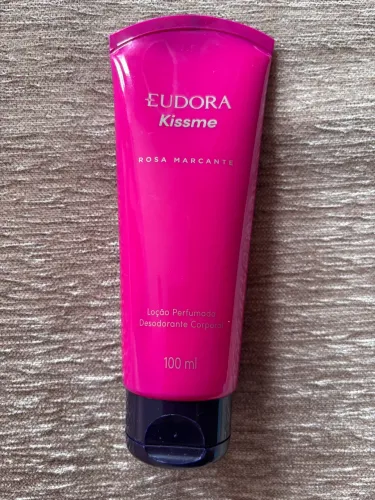 EUDORA
Kissme
ROSA MARCANTE
Loção Perfumada
Desodorante Corporal
100 ml